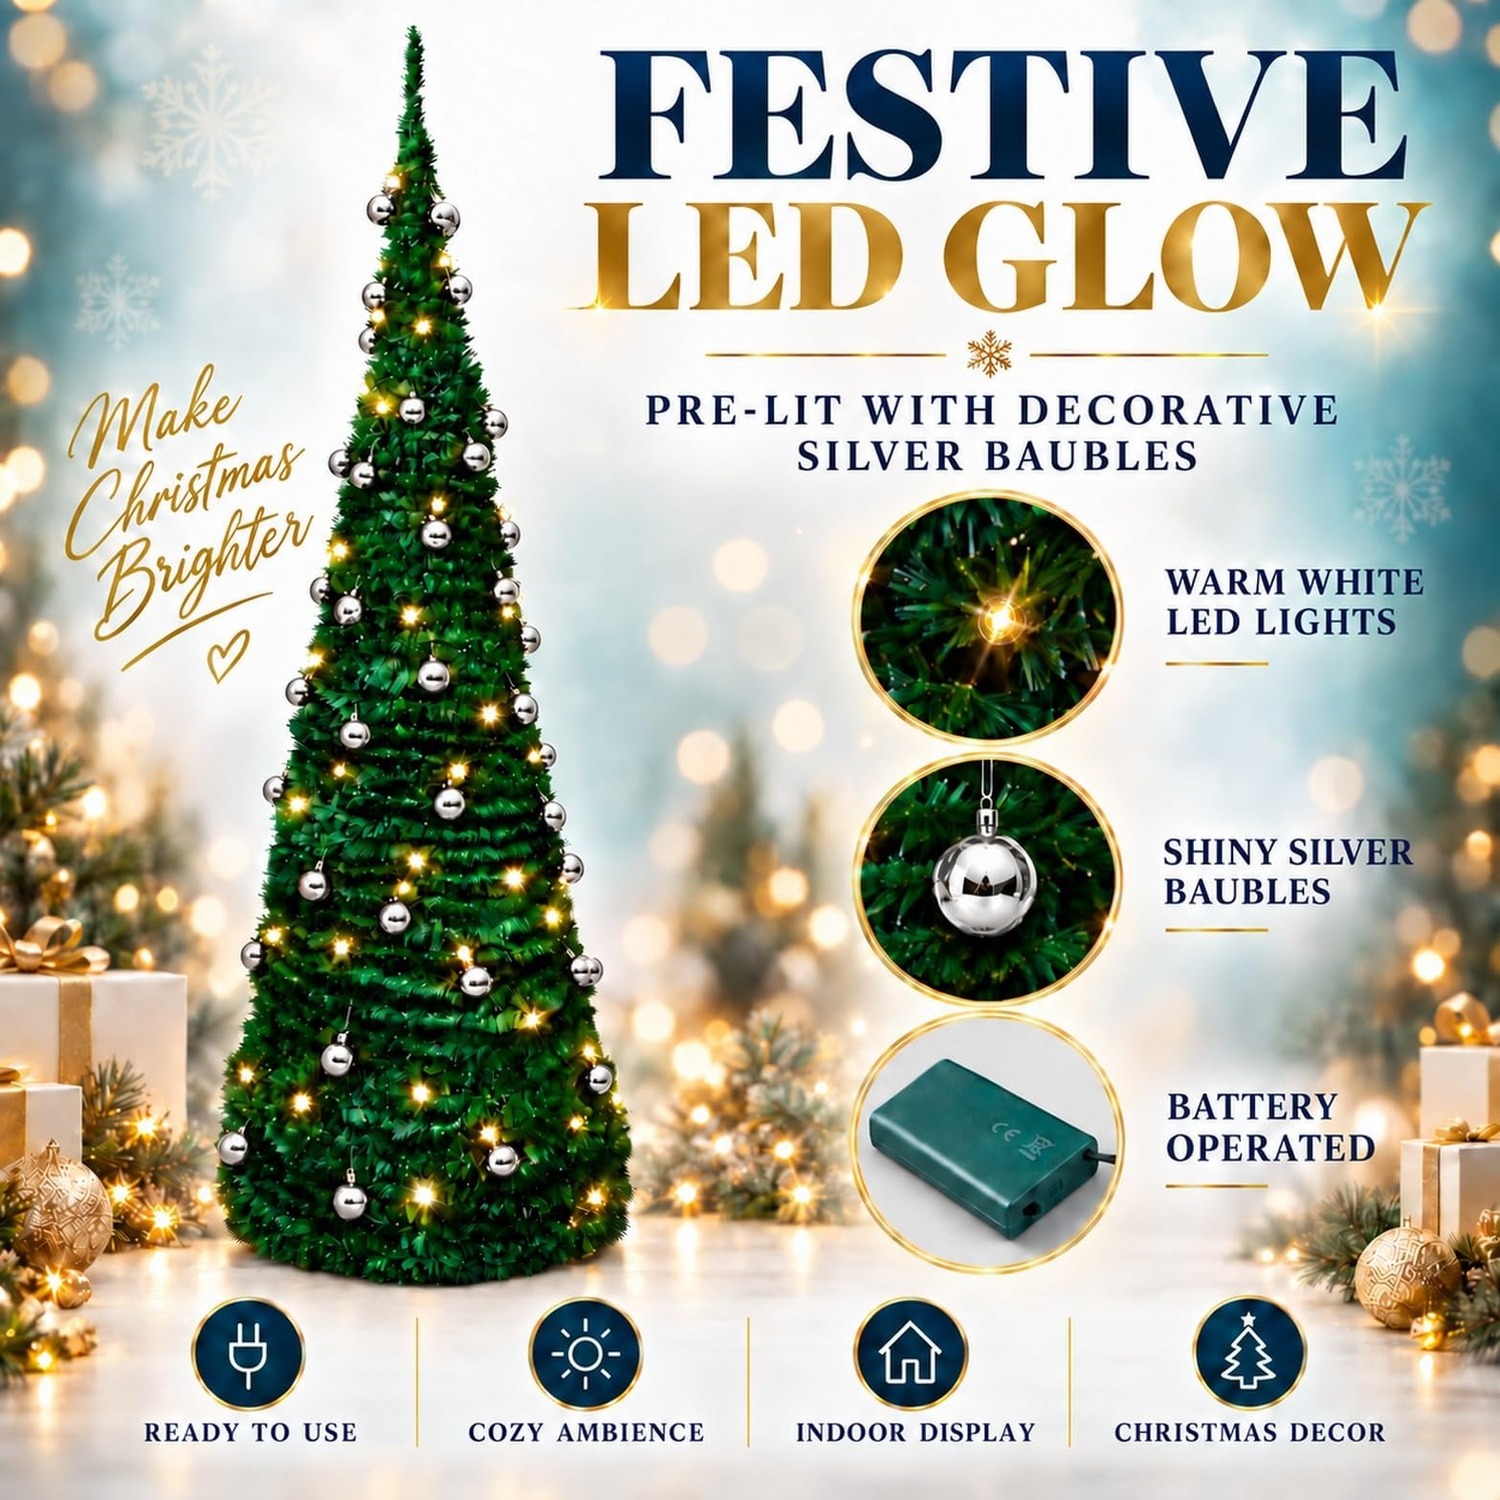 FESTIVE
LED GLOW
PRE-LIT WITH DECORATIVE
SILVER BAUBLES
Make
Christmas
Brighter
WARM WHITE
LED LIGHTS
SHINY SILVER
BAUBLES
CE
BATTERY
OPERATED
READY TO USE
COZY AMBIENCE
INDOOR DISPLAY
CHRISTMAS DECOR